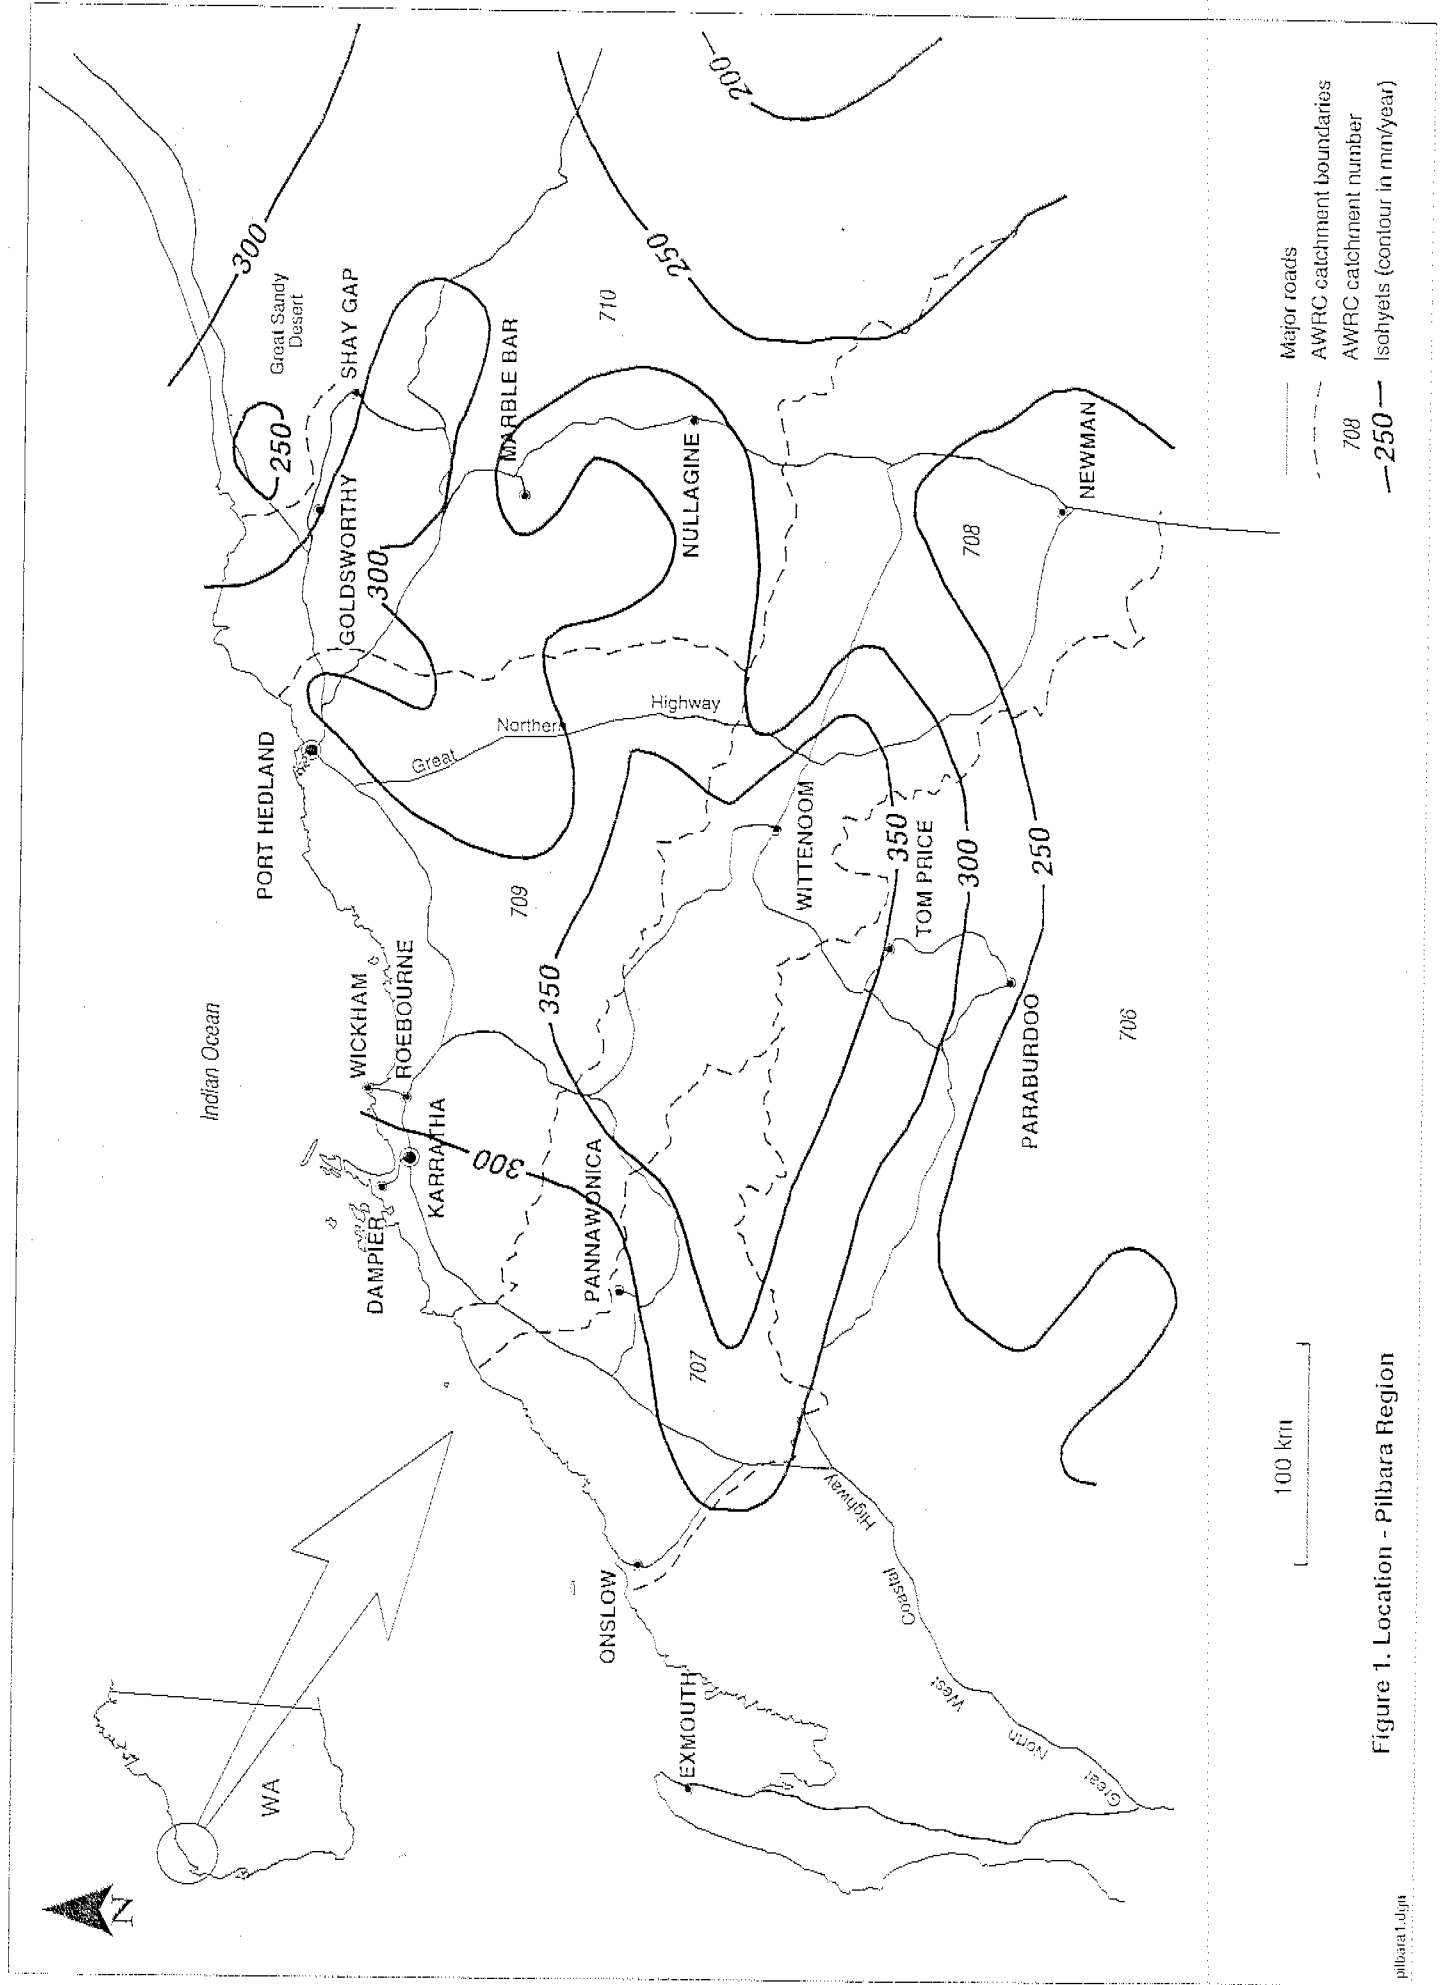 N
WA
Indian Ocean
Great Sandy
Desert
300
250
SHAY GAP
GOLDSWORTHY
300
MARBLE BAR
710
250
200
NULLAGINE
PORT HEDLAND
Great
Northern
Highway
WICKHAM
ROEBOURNE
709
DAMPIER
KARRATHA
300
350
PANNAWONICA
WITTENOOM
708
NEWMAN
350
TOM PRICE
300
250
707
PARABURDOO
706
ONSLOW
EXMOUTH
Great
North
West
Coastal
Highway
100 km
Major roads
AWRC catchment boundaries
708 AWRC catchment number
250 Isohyets (contour in mm/year)
Figure 1. Location - Pilbara Region
pilbara1.dgn